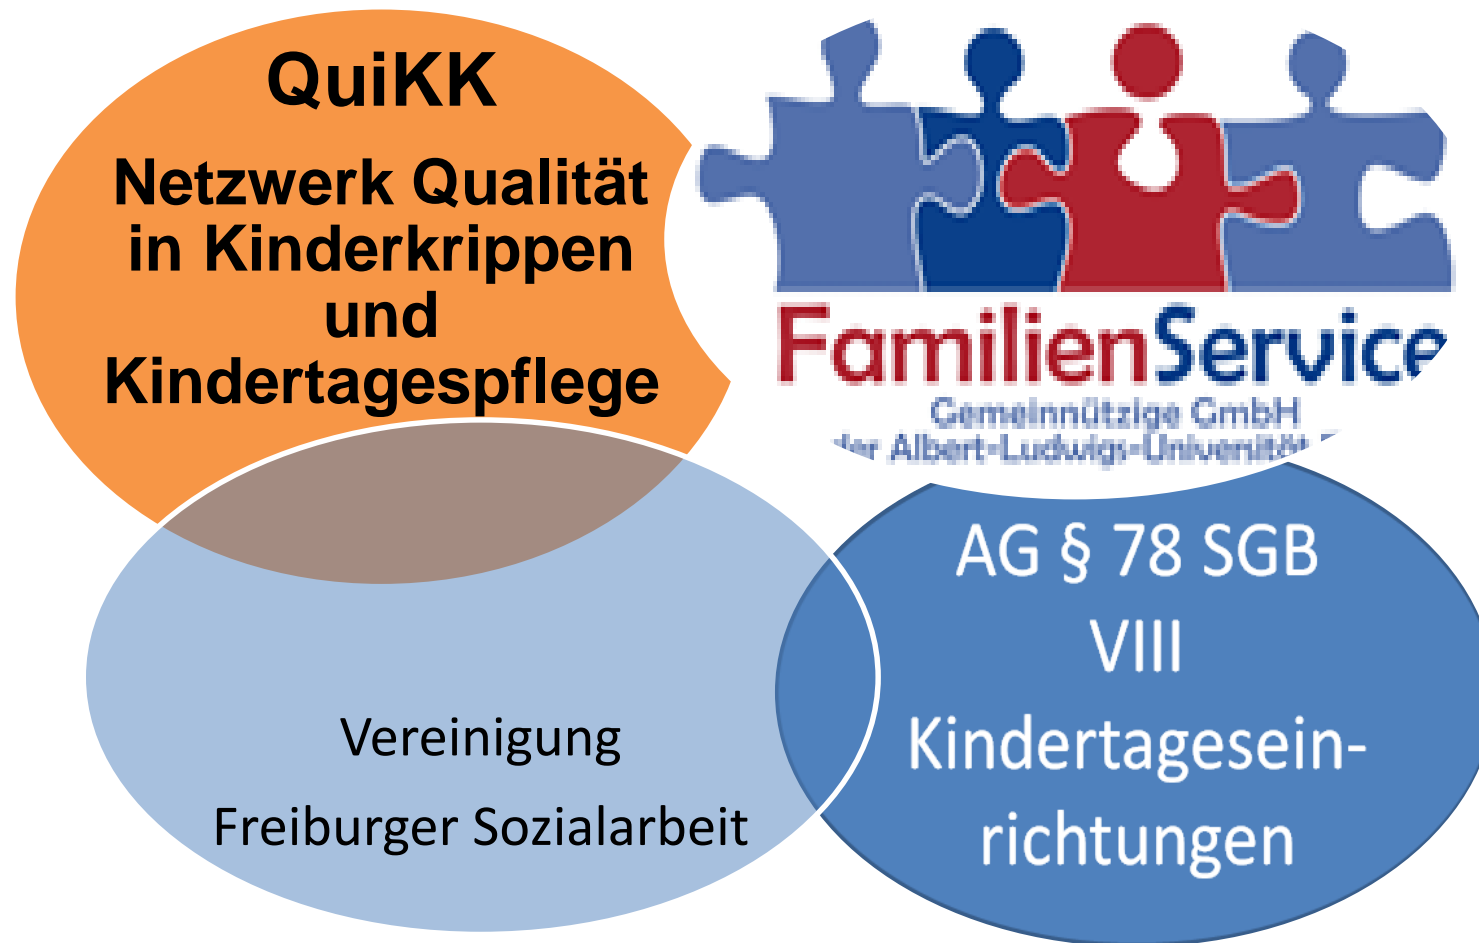 QuiKK
Netzwerk Qualität
in Kinderkrippen
und
Kindertagespflege
FamilienService
Gemeinnützige GmbH
der Albert-Ludwigs-Universität
AG § 78 SGB
VIII
Kindertagesein-
richtungen
Vereinigung
Freiburger Sozialarbeit